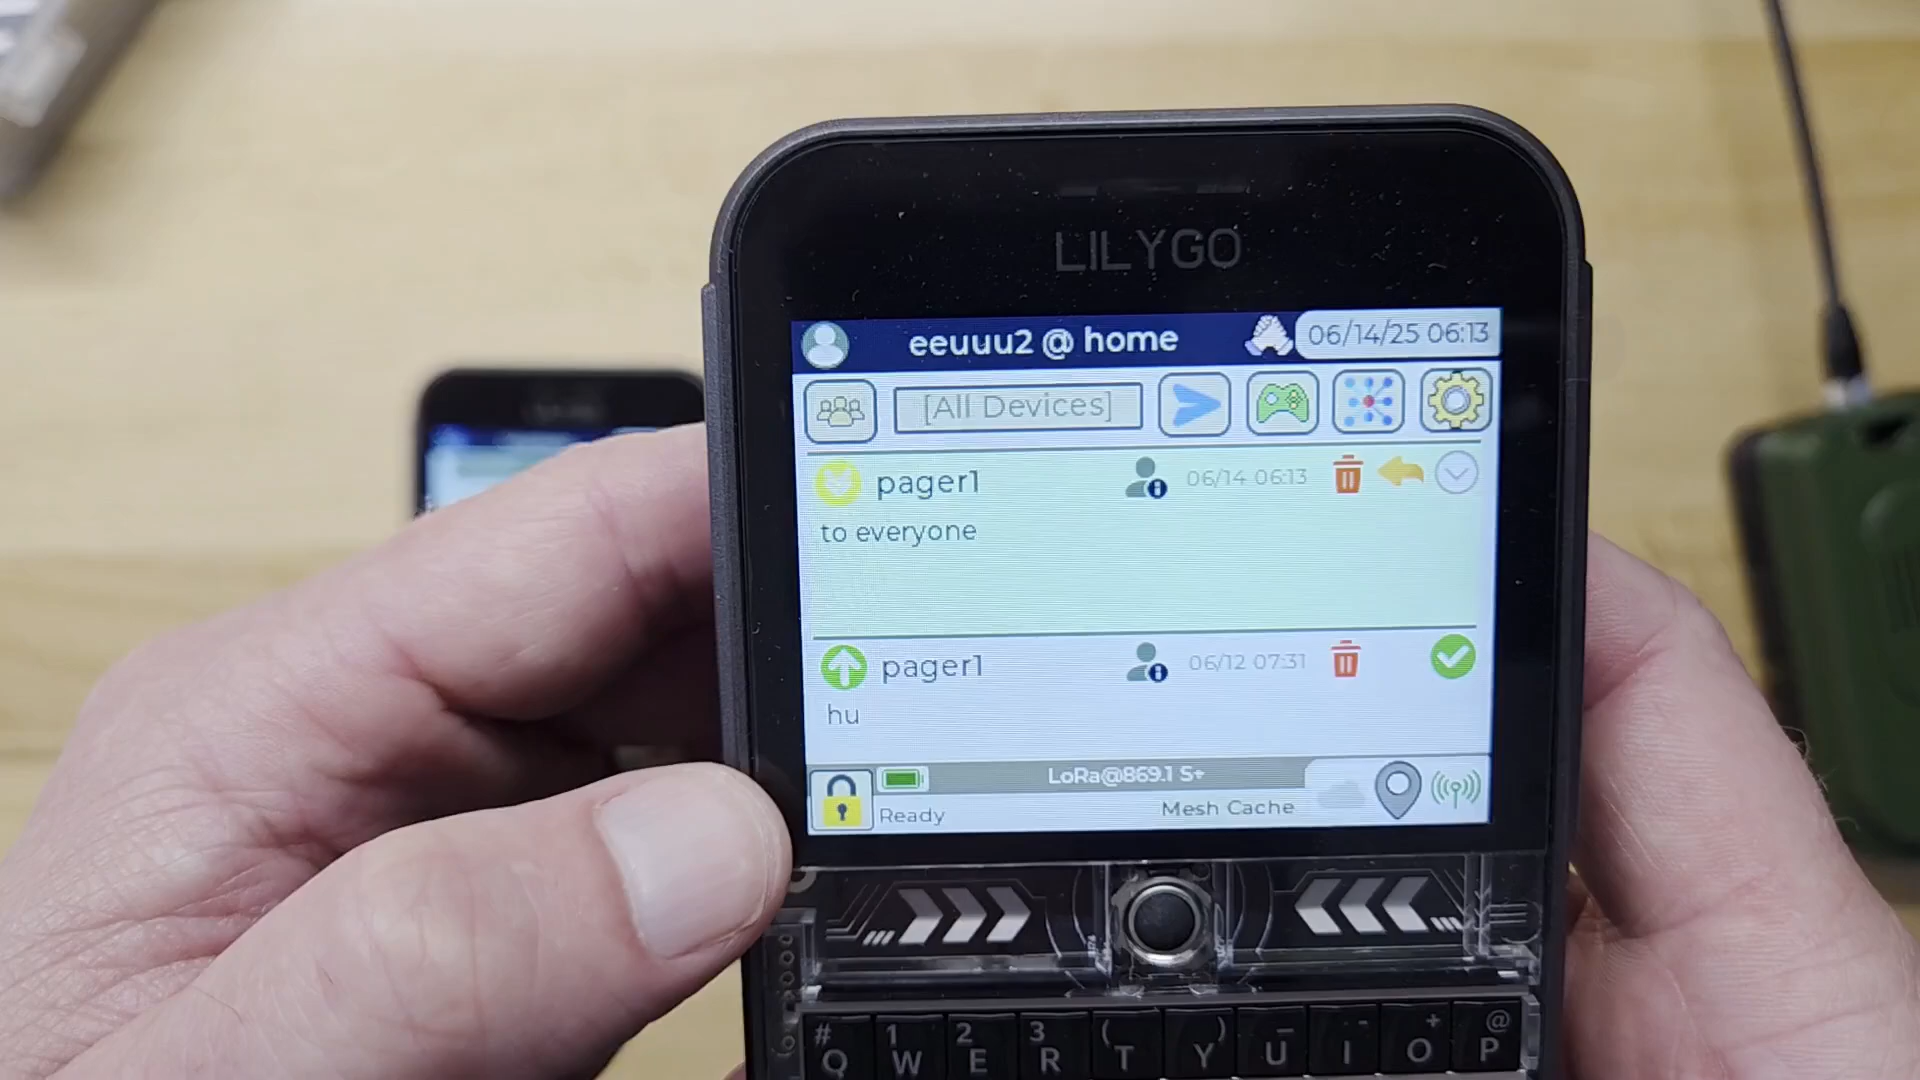 LILYGO
eeuuu2 @ home
06/14/25 06:13
[All Devices]
pager1
06/14 06:13
to everyone
pager1
06/12 07:31
hu
LoRa@869.1 S+
Ready
Mesh Cache
# 1 2 3 ( ) _ - + @
Q W E R T Y U I O P